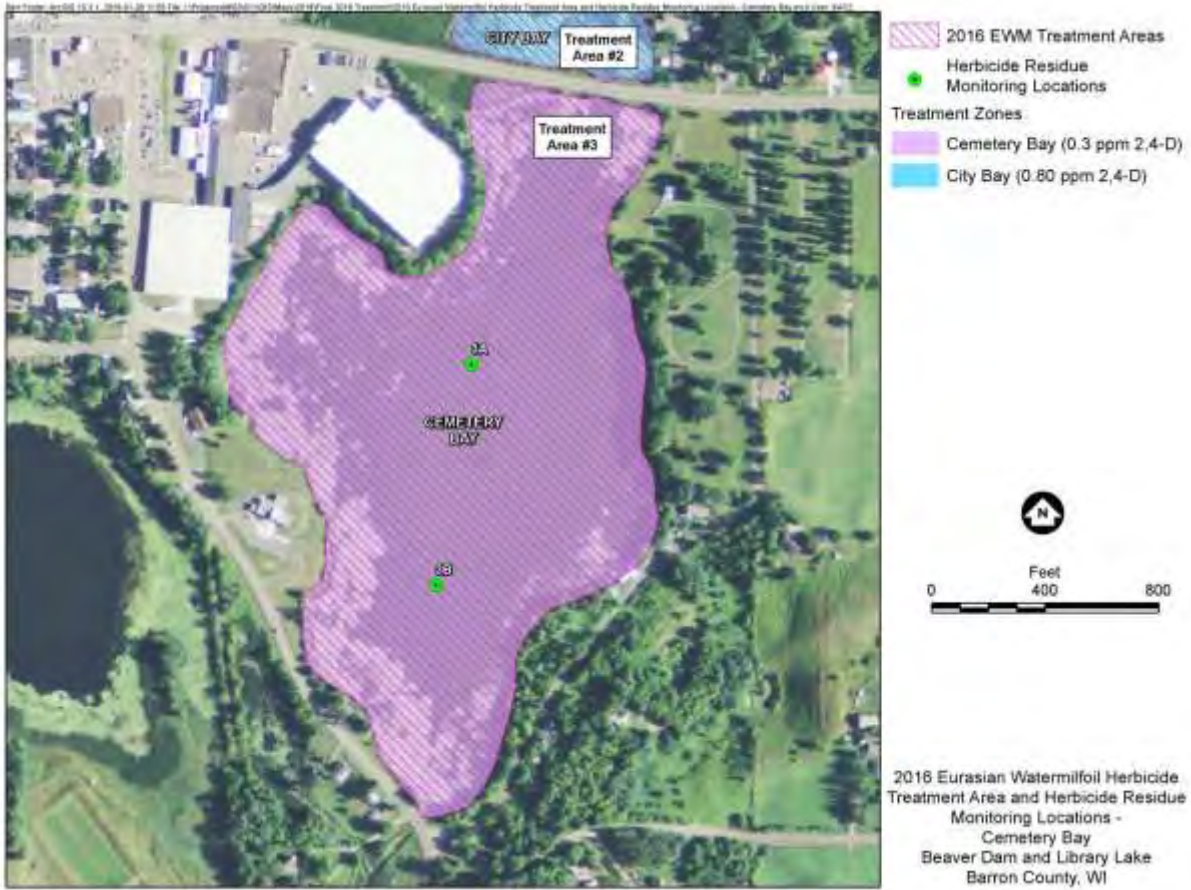 CITY BAY
Treatment
Area #2
Treatment
Area #3
JA
CEMETERY
BAY
JB
2016 EWM Treatment Areas
Herbicide Residue
Monitoring Locations
Treatment Zones
Cemetery Bay (0.3 ppm 2,4-D)
City Bay (0.80 ppm 2,4-D)
N
Feet
0 400 800
2016 Eurasian Watermilfoil Herbicide
Treatment Area and Herbicide Residue
Monitoring Locations -
Cemetery Bay
Beaver Dam and Library Lake
Barron County, WI